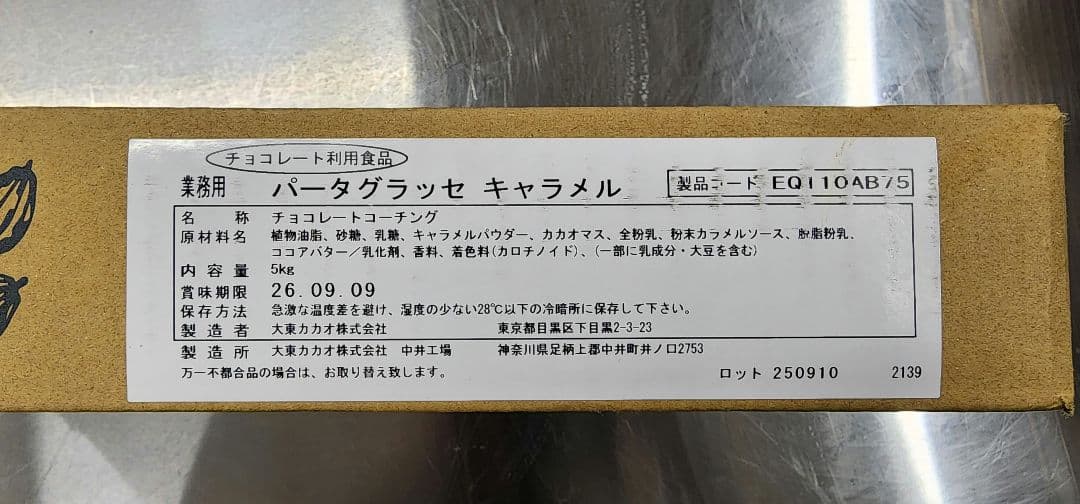 チョコレート利用食品
業務用 パータグラッセ キャラメル 製品コード EQ110AB75
名称 チョコレートコーチング
原材料名 植物油脂、砂糖、乳糖、キャラメルパウダー、カカオマス、全粉乳、粉末カラメルソース、脱脂粉乳、
ココアバター／乳化剤、香料、着色料(カロチノイド)、(一部に乳成分・大豆を含む)
内容量 5kg
賞味期限 26.09.09
保存方法 急激な温度差を避け、湿度の少ない28℃以下の冷暗所に保存して下さい。
製造者 大東カカオ株式会社 東京都目黒区下目黒2-3-23
製造所 大東カカオ株式会社 中井工場 神奈川県足柄上郡中井町井ノ口2753
万一不都合品の場合は、お取り替え致します。 ロット 250910 2139